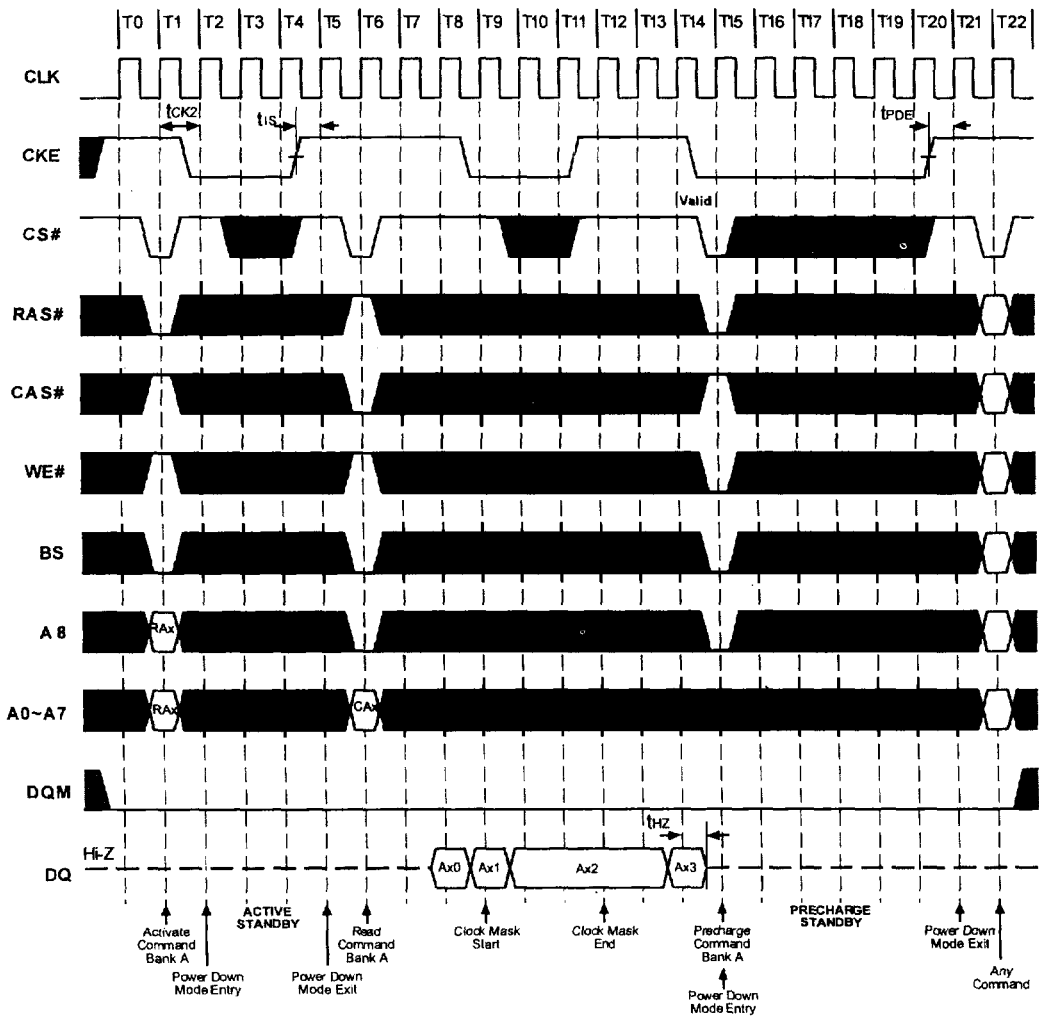 T0 T1 T2 T3 T4 T5 T6 T7 T8 T9 T10 T11 T12 T13 T14 T15 T16 T17 T18 T19 T20 T21 T22
CLK
tCK2
tIS
tPDE
CKE
Valid
CS#
RAS#
CAS#
WE#
BS
RAx
A8
RAx
CAx
A0~A7
DQM
tHZ
Hi-Z
Ax0 Ax1 Ax2 Ax3
DQ
ACTIVE
STANDBY
PRECHARGE
STANDBY
Activate
Command
Bank A
Read
Command
Bank A
Clock Mask
Start
Clock Mask
End
Precharge
Command
Bank A
Power Down
Mode Exit
Power Down
Mode Entry
Power Down
Mode Exit
Power Down
Mode Entry
Any
Command